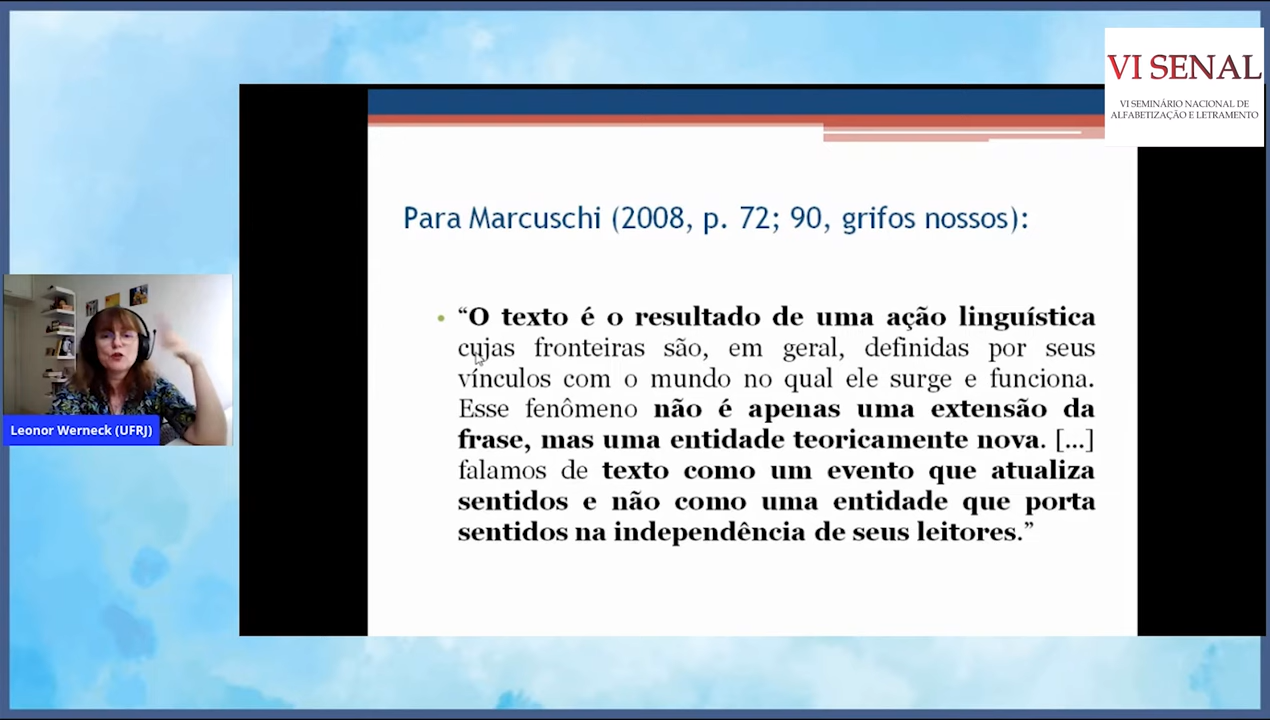 VI SENAL
VI SEMINÁRIO NACIONAL DE
ALFABETIZAÇÃO E LETRAMENTO
Para Marcuschi (2008, p. 72; 90, grifos nossos):
• “O texto é o resultado de uma ação linguística
cujas fronteiras são, em geral, definidas por seus
vínculos com o mundo no qual ele surge e funciona.
Esse fenômeno não é apenas uma extensão da
frase, mas uma entidade teoricamente nova. [...]
falamos de texto como um evento que atualiza
sentidos e não como uma entidade que porta
sentidos na independência de seus leitores.”
Leonor Werneck (UFRJ)